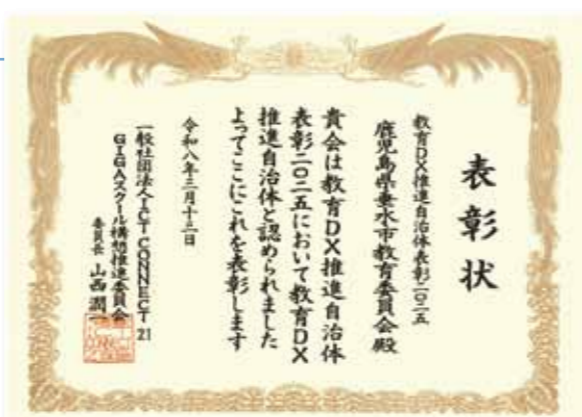 表彰状
教育DX推進自治体表彰二〇二五
鹿児島県垂水市教育委員会殿
貴会は教育DX推進自治体
表彰二〇二五において教育DX
推進自治体と認められました
よってここにこれを表彰します
令和八年三月十三日
一般社団法人ICT CONNECT 21
GIGAスクール構想推進委員会
委員長 山西潤一